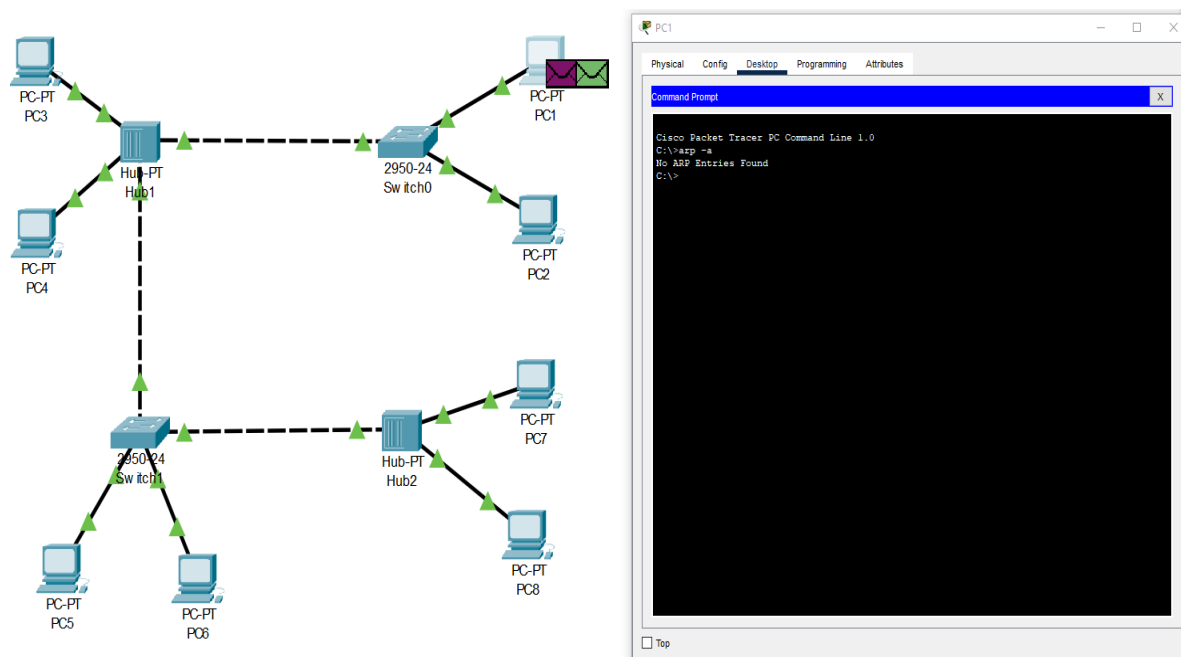 PC-PT
PC3
PC-PT
PC1
Hub-PT
Hub1
2950-24
Switch0
PC-PT
PC4
PC-PT
PC2
PC-PT
PC7
2950-24
Switch1
Hub-PT
Hub2
PC-PT
PC8
PC-PT
PC5
PC-PT
PC6
PC1
Physical Config Desktop Programming Attributes
Command Prompt X
Cisco Packet Tracer PC Command Line 1.0
C:\>arp -a
No ARP Entries Found
C:\>
Top